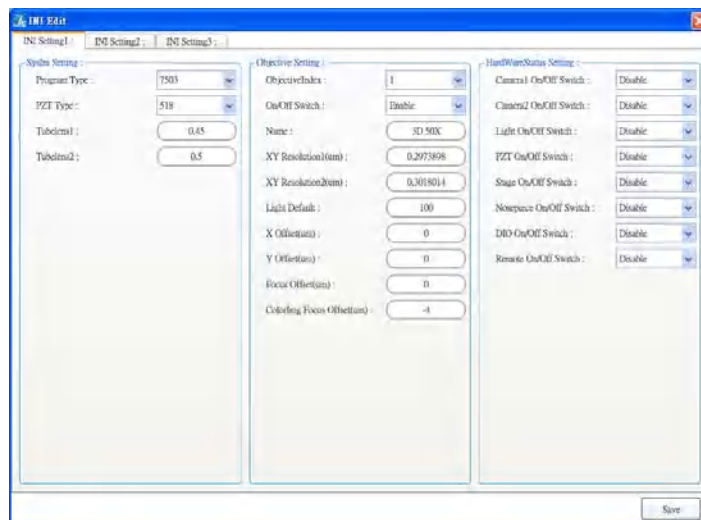 INI Edit
INI Setting1 :
INI Setting2 :
INI Setting3 :
System Setting :
Program Type : 7503
PZT Type : 518
Tubelens1 : 0.45
Tubelens2 : 0.5
Objective Setting :
ObjectiveIndex : 1
On/Off Switch : Enable
Name : 3D 50X
XY Resolution1(um) : 0.2973898
XY Resolution2(um) : 0.3018014
Light Default : 100
X Offset(um) : 0
Y Offset(um) : 0
Focus Offset(um) : 0
Colorimg Focus Offset(um) : -4
HardWareStatus Setting :
Camera1 On/Off Switch : Disable
Camera2 On/Off Switch : Disable
Light On/Off Switch : Disable
PZT On/Off Switch : Disable
Stage On/Off Switch : Disable
Nosepiece On/Off Switch : Disable
DIO On/Off Switch : Disable
Remote On/Off Switch : Disable
Save